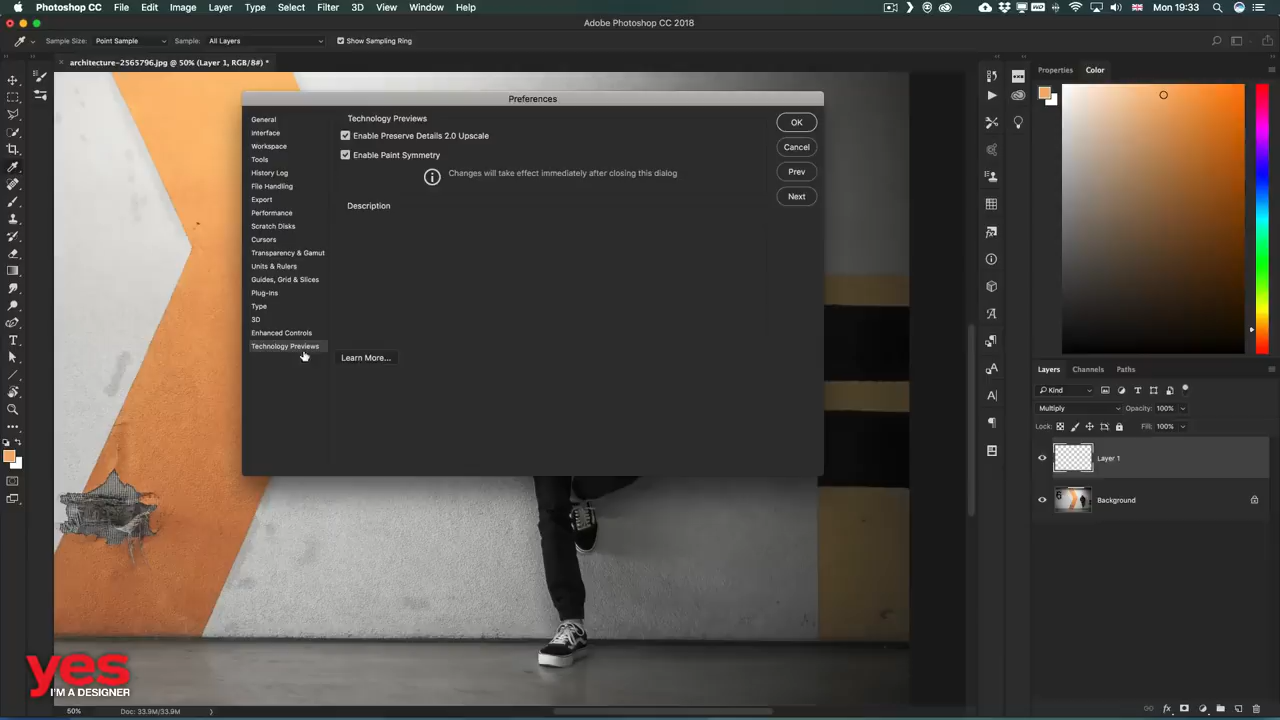 Photoshop File Edit Image Layer Type Select Filter 3D View Window Help
Mon 19:33
Adobe Photoshop CC 2018
Sample Size: Point Sample Sample: All Layers Show Sampling Ring
architecture-2565796.jpg @ 50% (Layer 1, RGB/8#) *
Preferences
General
Interface
Workspace
Tools
History Log
File Handling
Export
Performance
Scratch Disks
Cursors
Transparency & Gamut
Units & Rulers
Guides, Grid & Slices
Plug-ins
Type
3D
Enhanced Controls
Technology Previews
Technology Previews
Enable Preserve Details 2.0 Upscale
Enable Paint Symmetry
Changes will take effect immediately after closing this dialog
Description
Learn More...
OK
Cancel
Prev
Next
Properties Color
Layers Channels Paths
Kind
Multiply Opacity: 100%
Lock: Fill: 100%
Layer 1
Background
yes
I'M A DESIGNER
50% Doc: 33.9M/33.9M